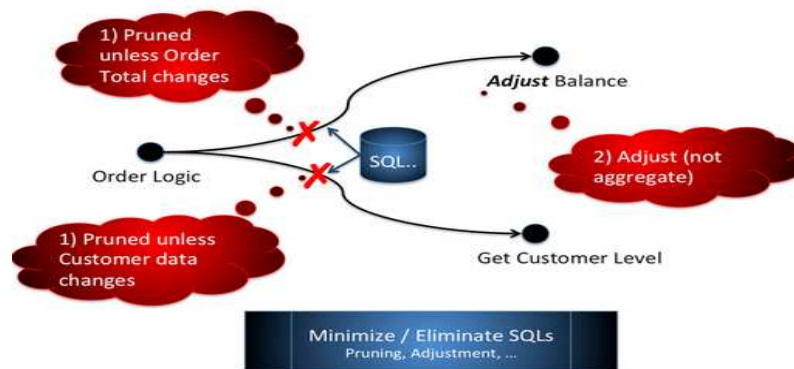 1) Pruned
unless Order
Total changes
Adjust Balance
SQL..
Order Logic
2) Adjust (not
aggregate)
1) Pruned unless
Customer data
changes
Get Customer Level
Minimize / Eliminate SQLs
Pruning, Adjustment, ...